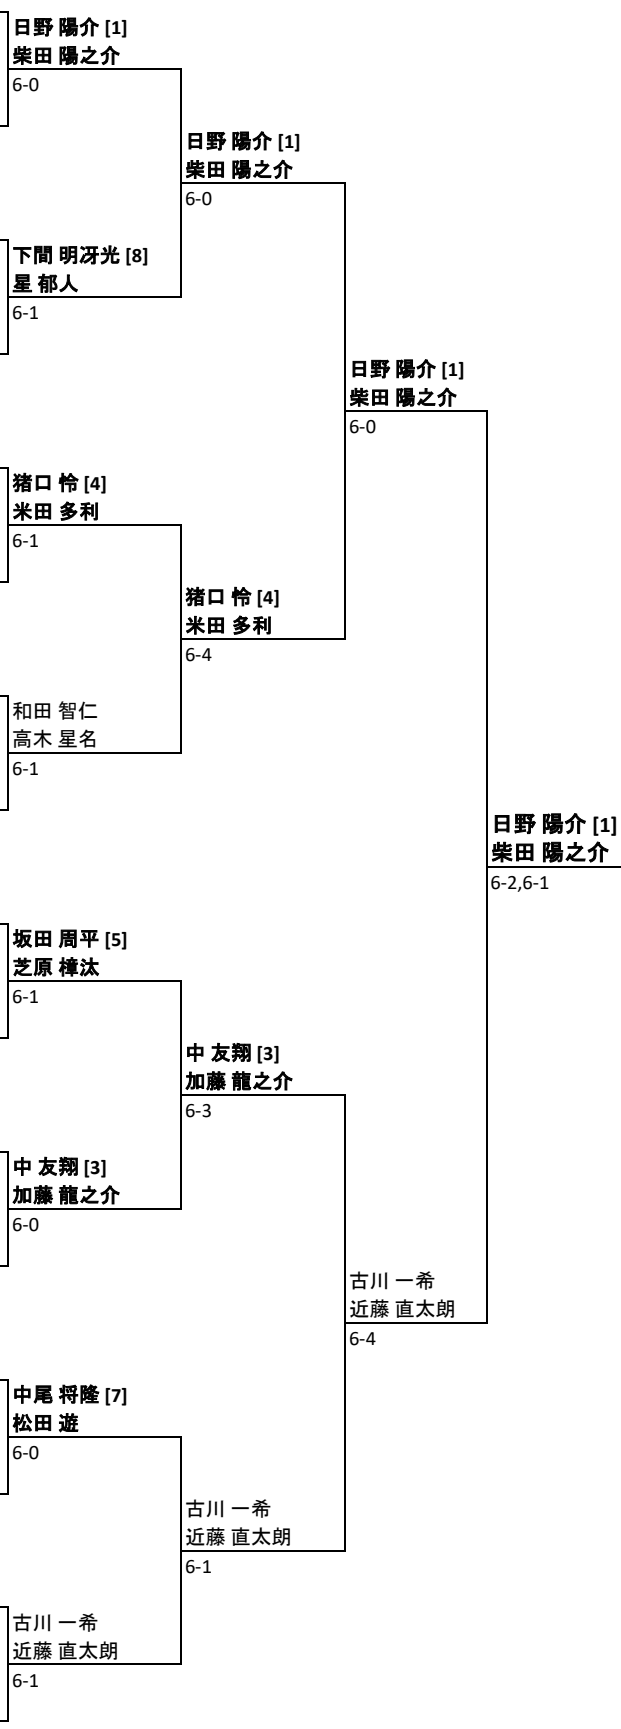 日野 陽介 [1]
柴田 陽之介
6-0
日野 陽介 [1]
柴田 陽之介
6-0
下間 明冴光 [8]
星 郁人
6-1
日野 陽介 [1]
柴田 陽之介
6-0
猪口 怜 [4]
米田 多利
6-1
猪口 怜 [4]
米田 多利
6-4
和田 智仁
高木 星名
6-1
日野 陽介 [1]
柴田 陽之介
6-2,6-1
坂田 周平 [5]
芝原 樟汰
6-1
中 友翔 [3]
加藤 龍之介
6-3
中 友翔 [3]
加藤 龍之介
6-0
古川 一希
近藤 直太朗
6-4
中尾 将隆 [7]
松田 遊
6-0
古川 一希
近藤 直太朗
6-1
古川 一希
近藤 直太朗
6-1